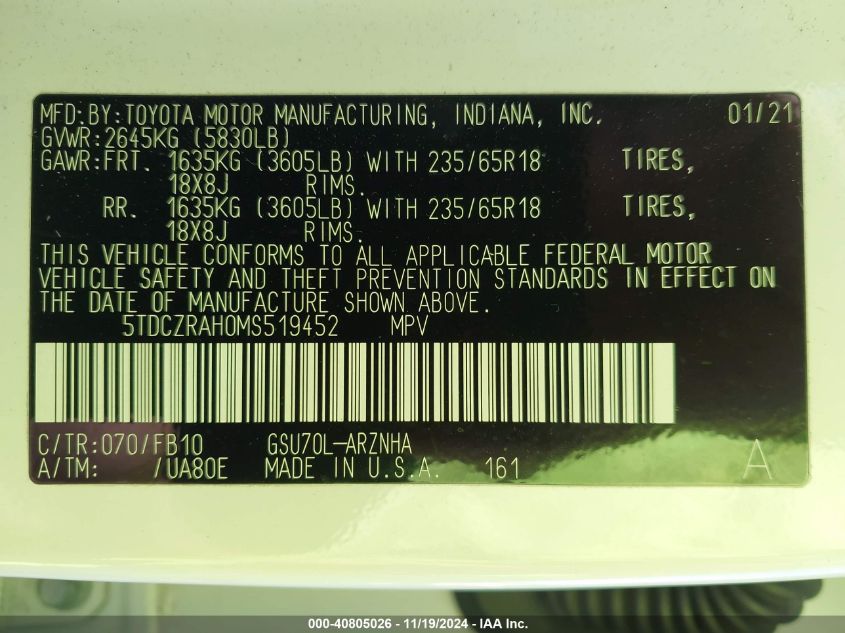 MFD:BY:TOYOTA MOTOR MANUFACTURING, INDIANA, INC. 01/21
GVWR:2645KG (5830LB)
GAWR:FRT. 1635KG (3605LB) WITH 235/65R18 TIRES,
18X8J RIMS.
RR. 1635KG (3605LB) WITH 235/65R18 TIRES,
18X8J RIMS.
THIS VEHICLE CONFORMS TO ALL APPLICABLE FEDERAL MOTOR
VEHICLE SAFETY AND THEFT PREVENTION STANDARDS IN EFFECT ON
THE DATE OF MANUFACTURE SHOWN ABOVE.
5TDCZRAH0MS519452 MPV
C/TR:070/FB10 GSU70L-ARZNHA
A/TM: /UA80E MADE IN U.S.A. 161 A
000-40805026 - 11/19/2024 - IAA Inc.